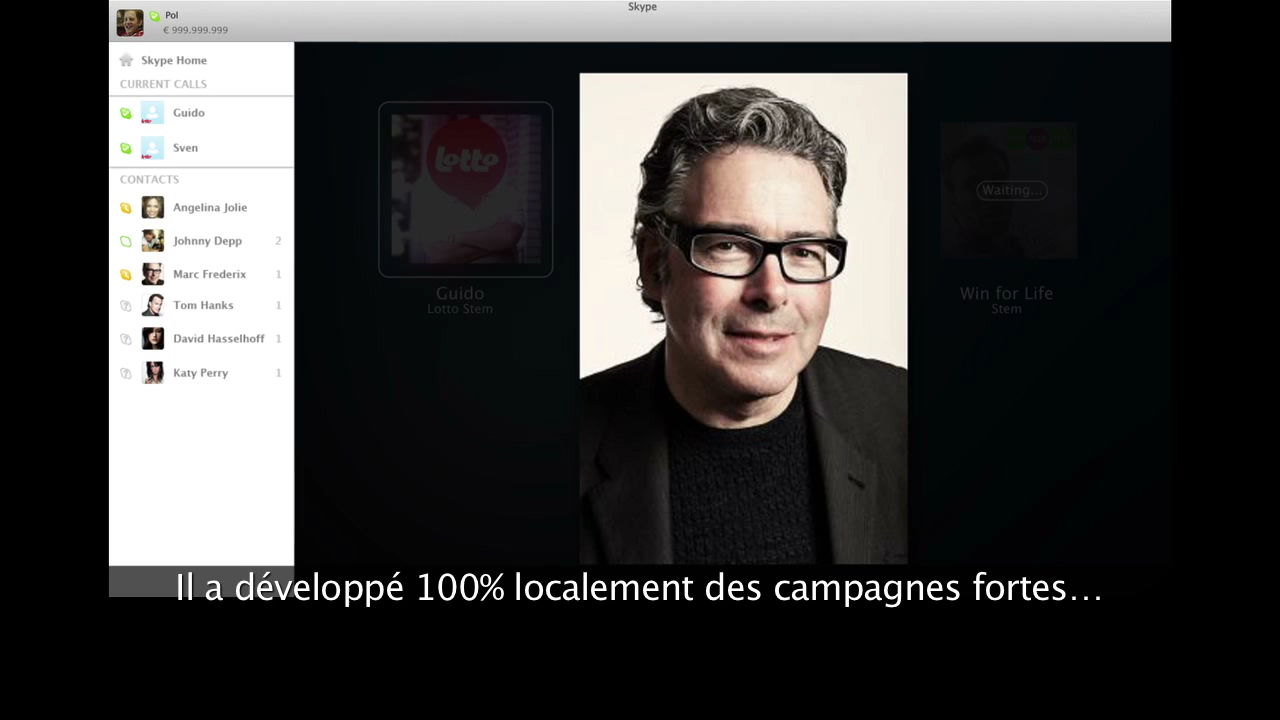 Skype
Pol
€ 999.999.999
Skype Home
CURRENT CALLS
Guido
Sven
CONTACTS
Angelina Jolie
Johnny Depp 2
Marc Frederix 1
Tom Hanks 1
David Hasselhoff 1
Katy Perry 1
lotto
Guido
Lotto Stem
Waiting...
Win for Life
Stem
Il a développé 100% localement des campagnes fortes...